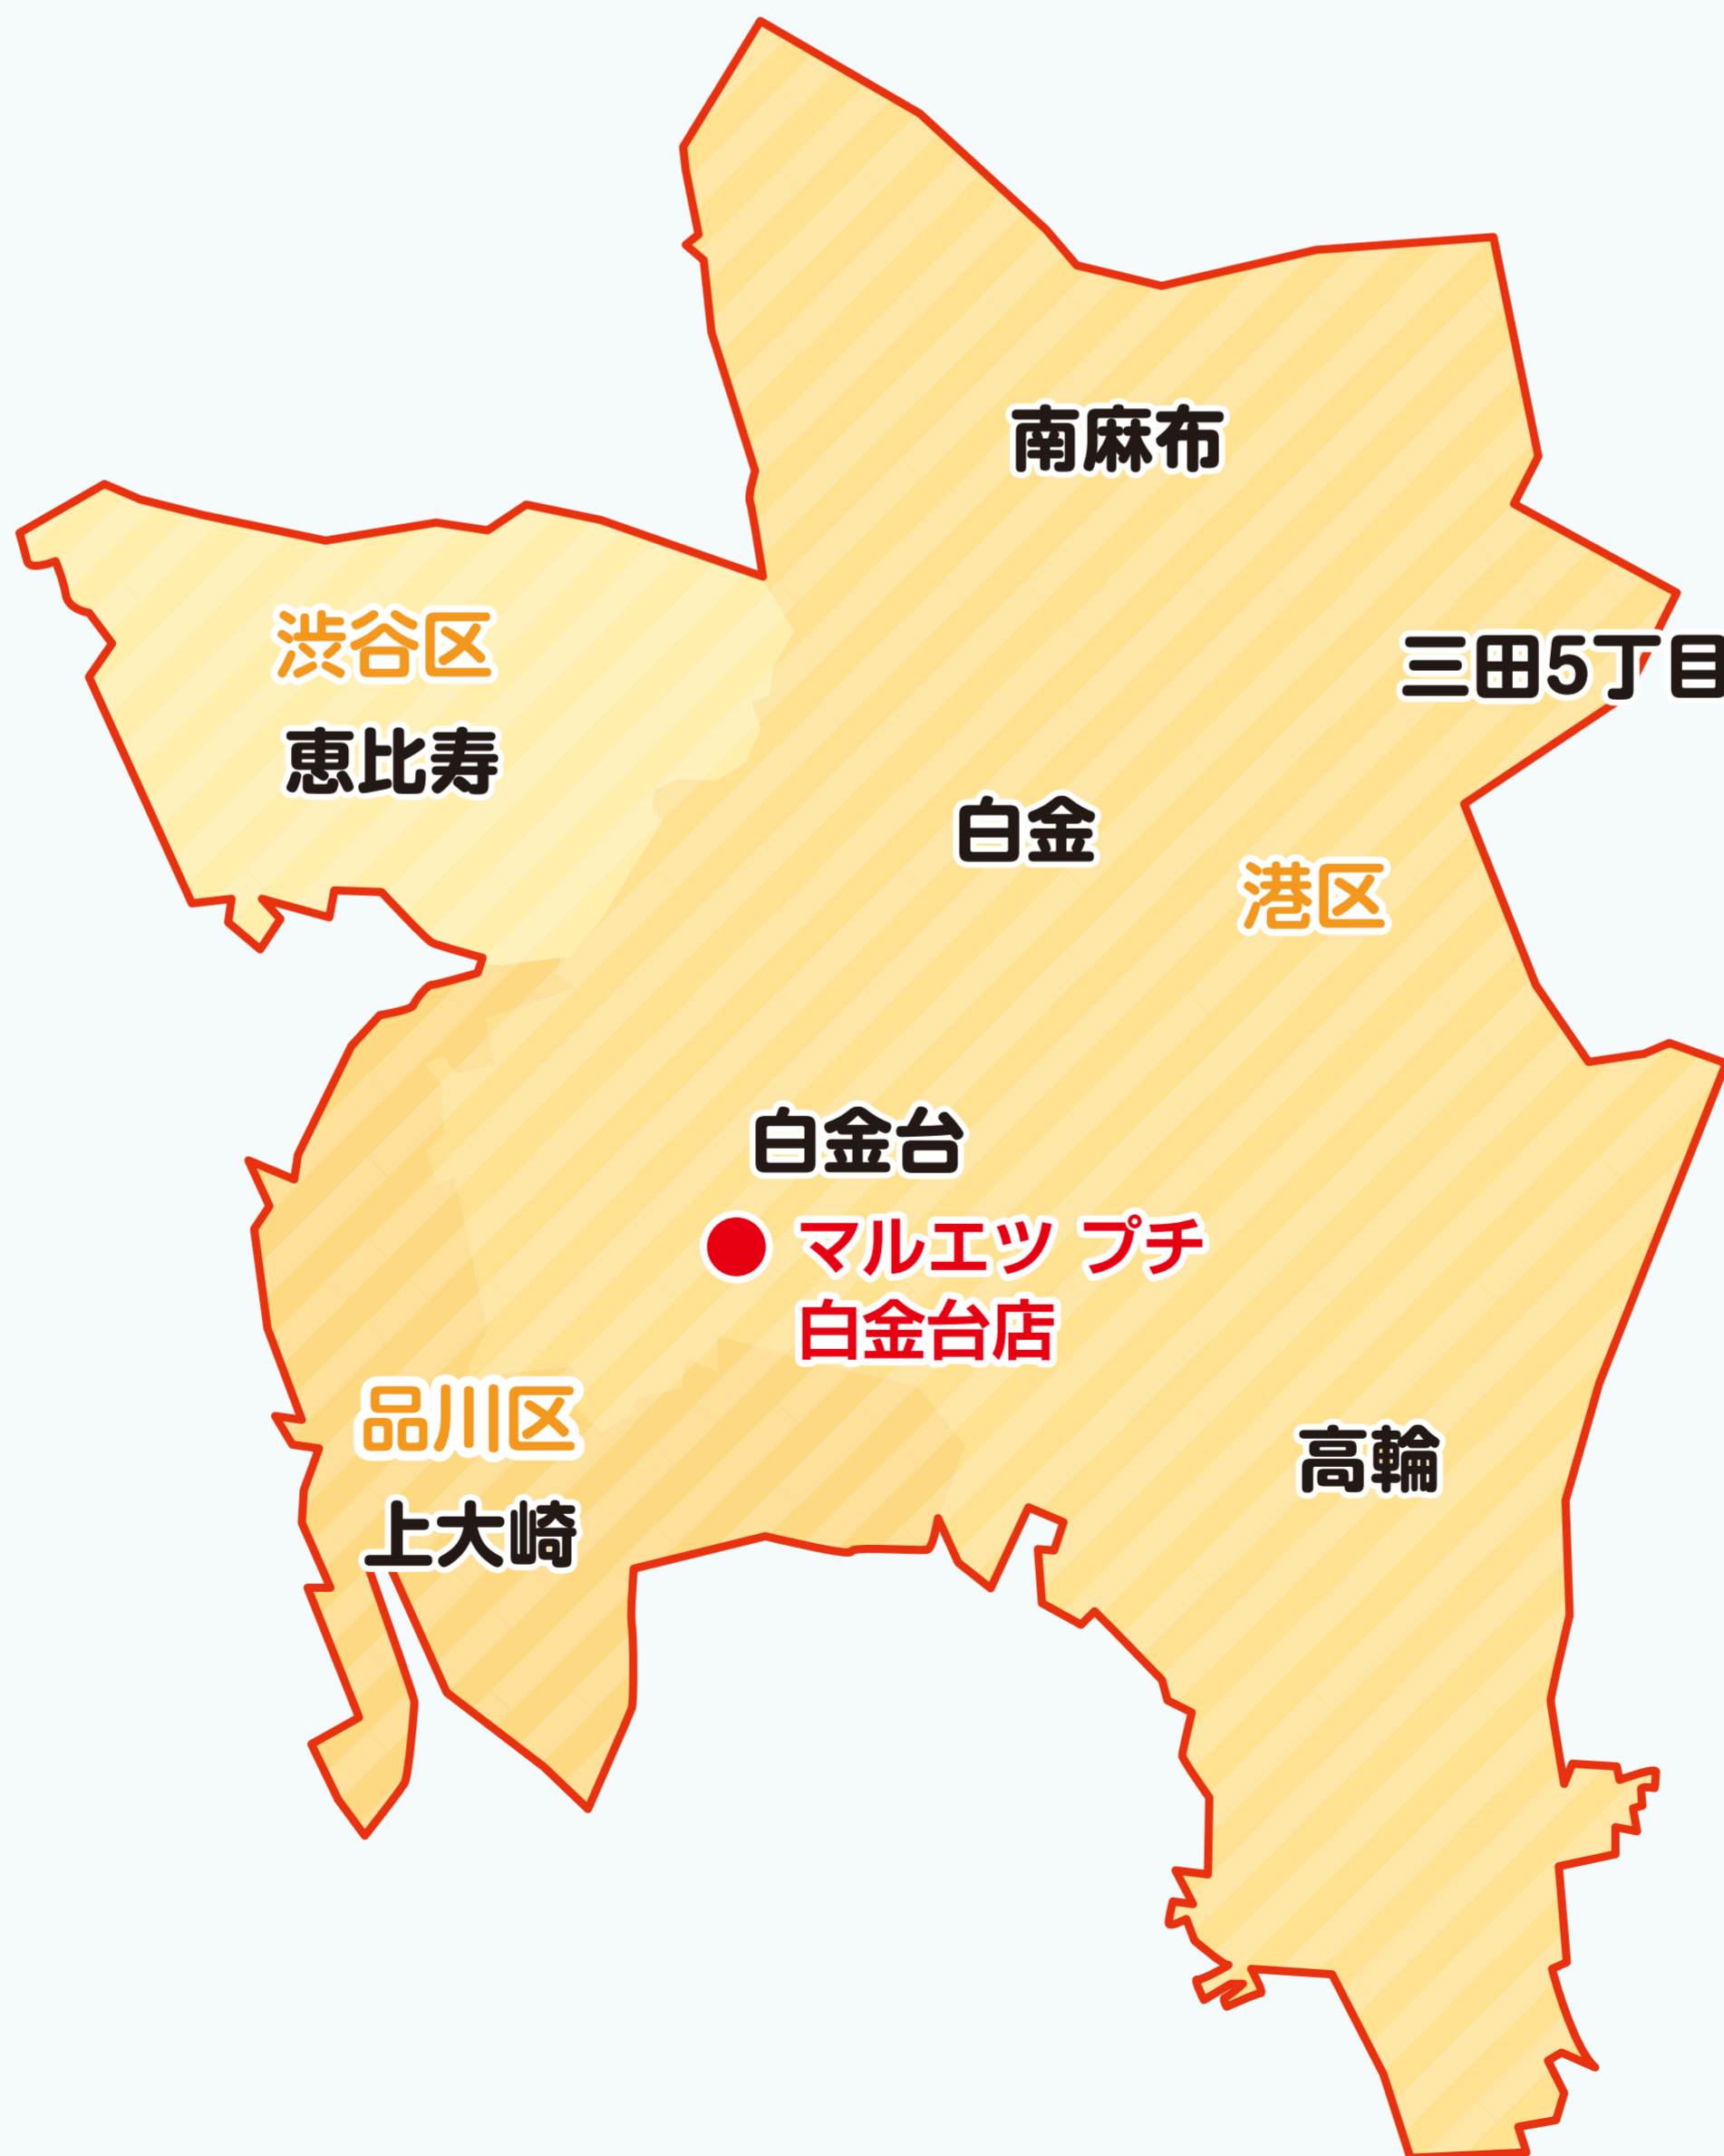 南麻布
渋谷区
恵比寿
三田5丁目
白金
港区
白金台
マルエツ プチ
白金台店
品川区
上大崎
高輪